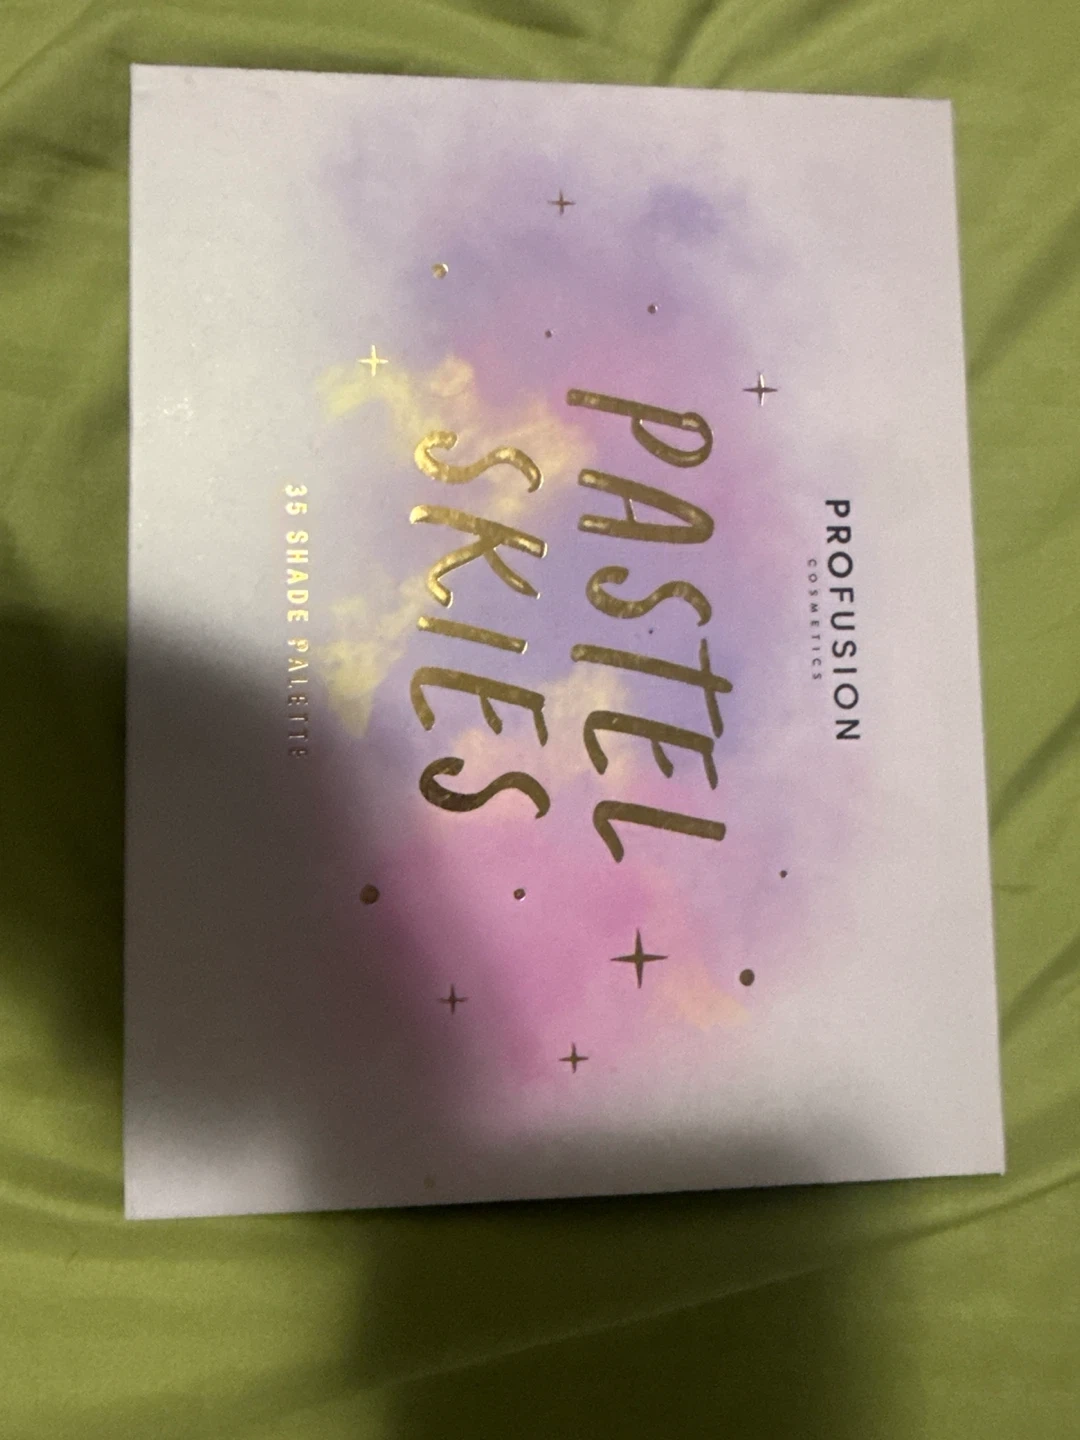 PROFUSION
COSMETICS
PASTEL
SKIES
35 SHADE PALETTE